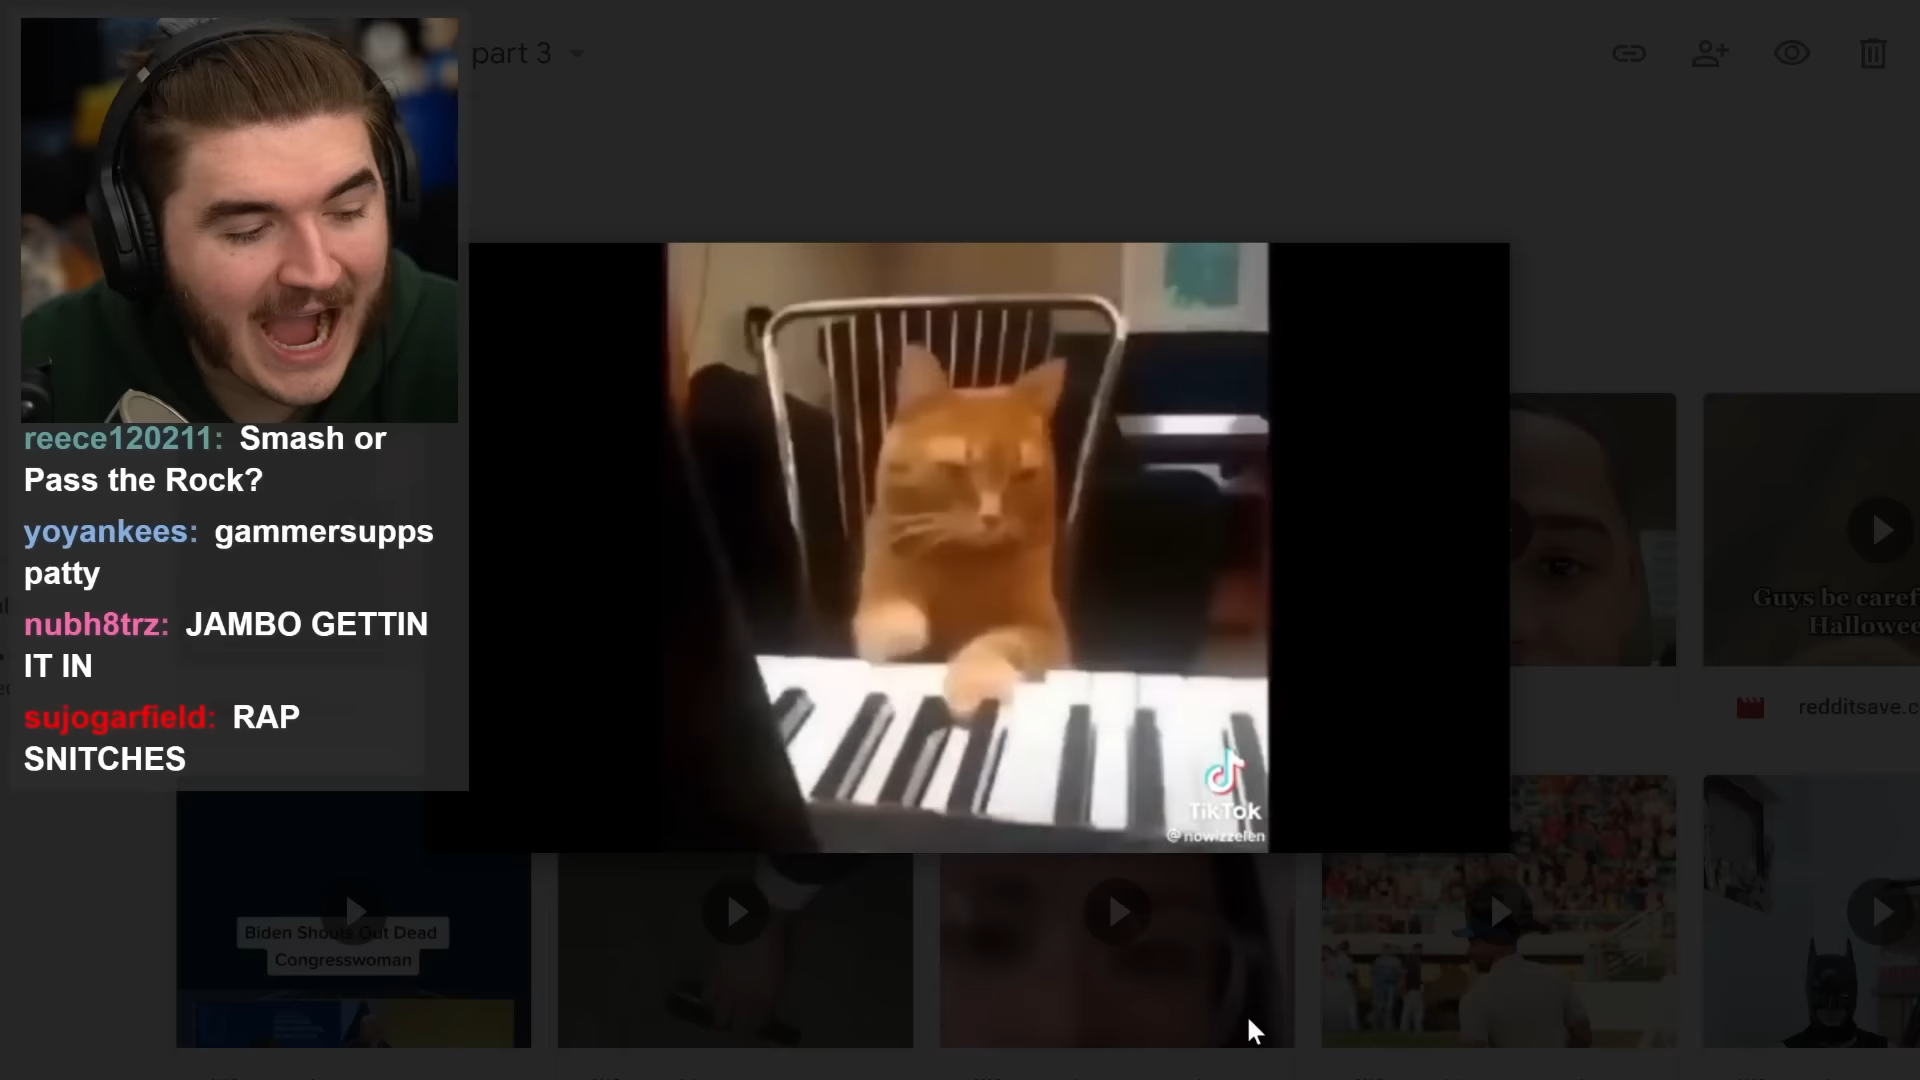 part 3
reece120211: Smash or
Pass the Rock?
yoyankees: gammersupps
patty
nubh8trz: JAMBO GETTIN
IT IN
sujogarfield: RAP
SNITCHES
TikTok
@nowizzelen
Guys be caref
Hallowee
redditsave.c
Biden Shouts Out Dead
Congresswoman